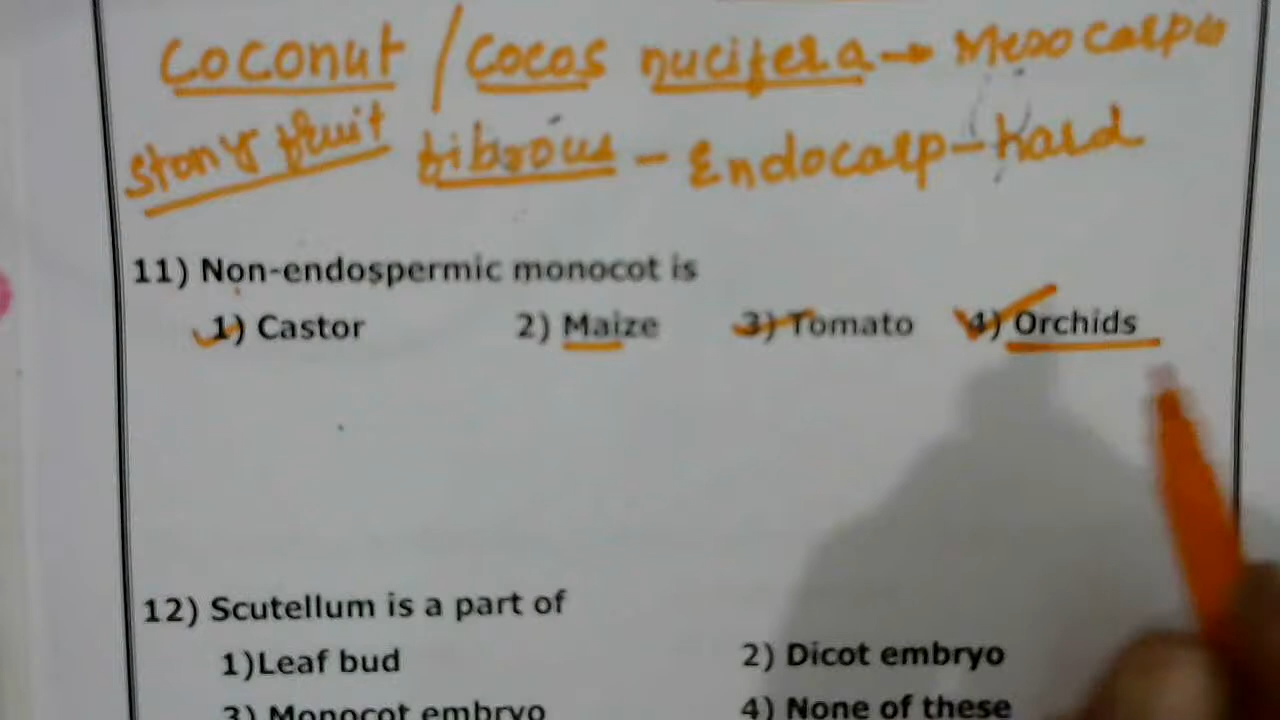 Coconut / Cocos nucifera → Mesocarp
Stony fruit fibrous - Endocarp - hard
11) Non-endospermic monocot is
1) Castor 2) Maize 3) Tomato 4) Orchids
12) Scutellum is a part of
1)Leaf bud 2) Dicot embryo
3) Monocot embryo 4) None of these